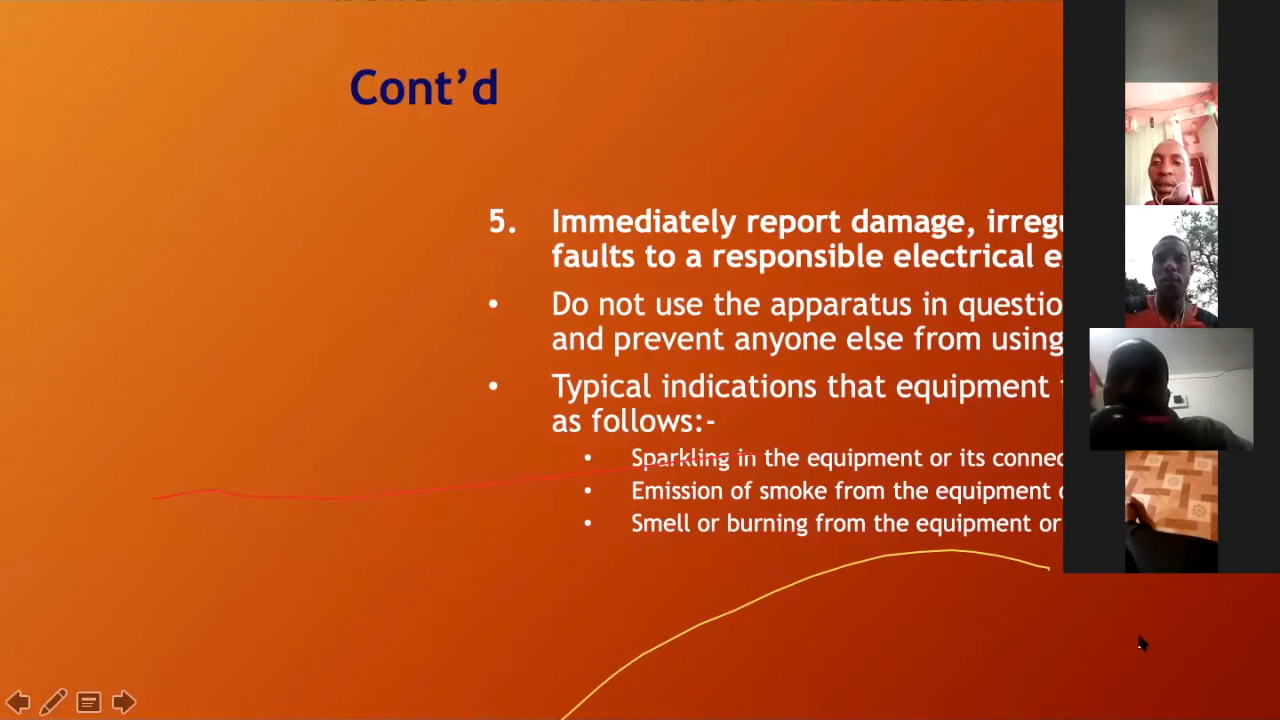 Cont’d
5. Immediately report damage, irregu
faults to a responsible electrical e
• Do not use the apparatus in questio
and prevent anyone else from using
• Typical indications that equipment i
as follows:-
• Sparkling in the equipment or its connec
• Emission of smoke from the equipment o
• Smell or burning from the equipment or